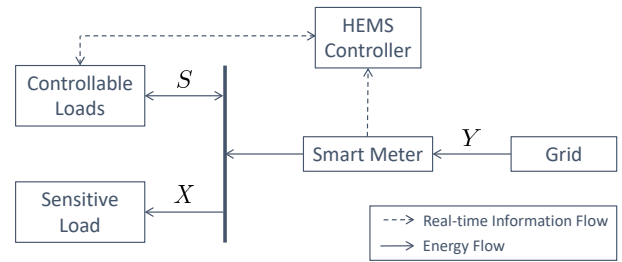 HEMS
Controller
Controllable
Loads
S
Smart Meter
Y
Grid
Sensitive
Load
X
Real-time Information Flow
Energy Flow